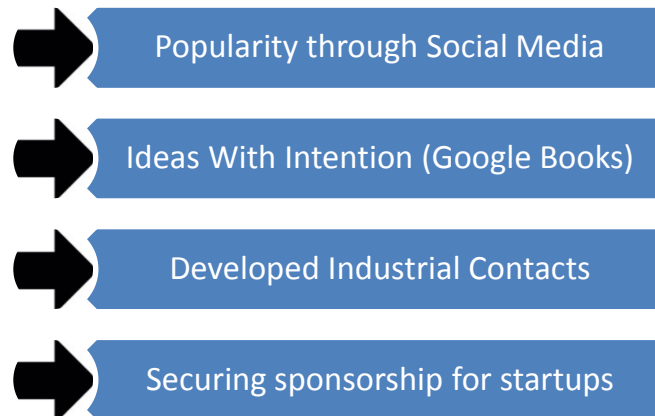 Popularity through Social Media
Ideas With Intention (Google Books)
Developed Industrial Contacts
Securing sponsorship for startups